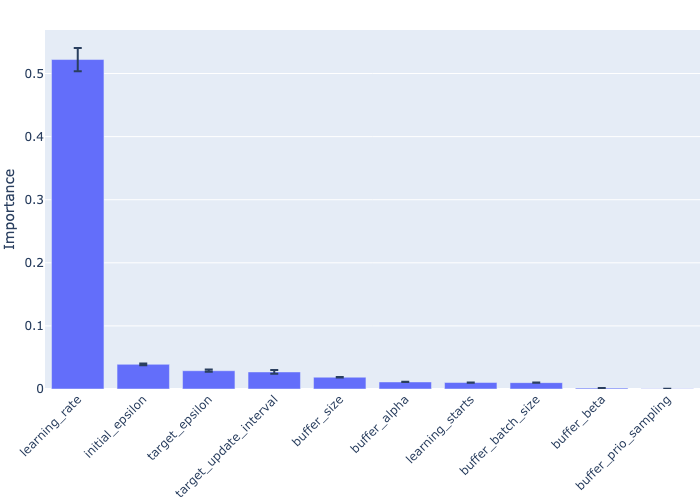 Importance
0.5
0.4
0.3
0.2
0.1
0
learning_rate
initial_epsilon
target_epsilon
target_update_interval
buffer_size
buffer_alpha
learning_starts
buffer_batch_size
buffer_beta
buffer_prio_sampling